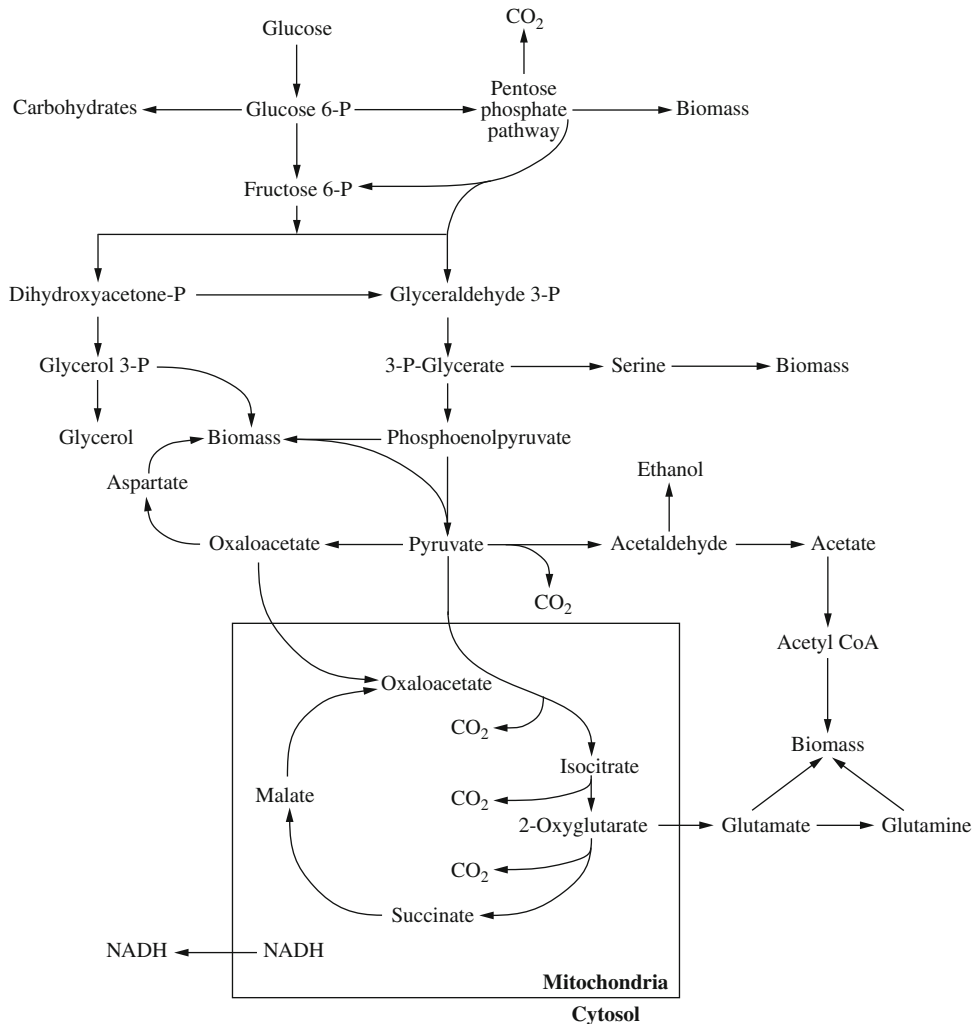 CO₂
Glucose
Pentose
phosphate
pathway
Carbohydrates
Glucose 6-P
Biomass
Fructose 6-P
Dihydroxyacetone-P
Glyceraldehyde 3-P
Glycerol 3-P
3-P-Glycerate
Serine
Biomass
Glycerol
Biomass
Phosphoenolpyruvate
Aspartate
Ethanol
Oxaloacetate
Pyruvate
Acetaldehyde
Acetate
CO₂
Acetyl CoA
Oxaloacetate
CO₂
Biomass
Isocitrate
Malate
CO₂
2-Oxyglutarate
Glutamate
Glutamine
CO₂
Succinate
NADH
NADH
Mitochondria
Cytosol